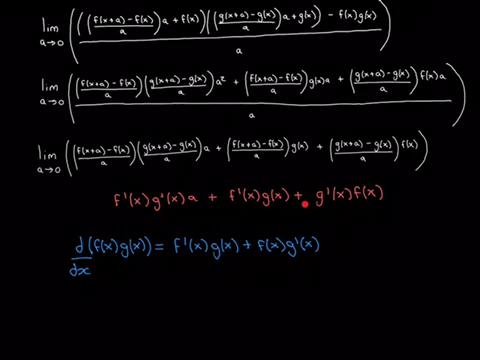 lim a→0 ( ( ((f(x+a) - f(x))/a) a + f(x) ) ( ((g(x+a) - g(x))/a) a + g(x) ) - f(x)g(x) ) / a
lim a→0 ( ((f(x+a) - f(x))/a) ((g(x+a) - g(x))/a) a² + ((f(x+a) - f(x))/a) g(x) a + ((g(x+a) - g(x))/a) f(x) a ) / a
lim a→0 ( ((f(x+a) - f(x))/a) ((g(x+a) - g(x))/a) a + ((f(x+a) - f(x))/a) g(x) + ((g(x+a) - g(x))/a) f(x) )
f'(x) g'(x) a + f'(x) g(x) + g'(x) f(x)
d/dx (f(x) g(x)) = f'(x) g(x) + f(x) g'(x)